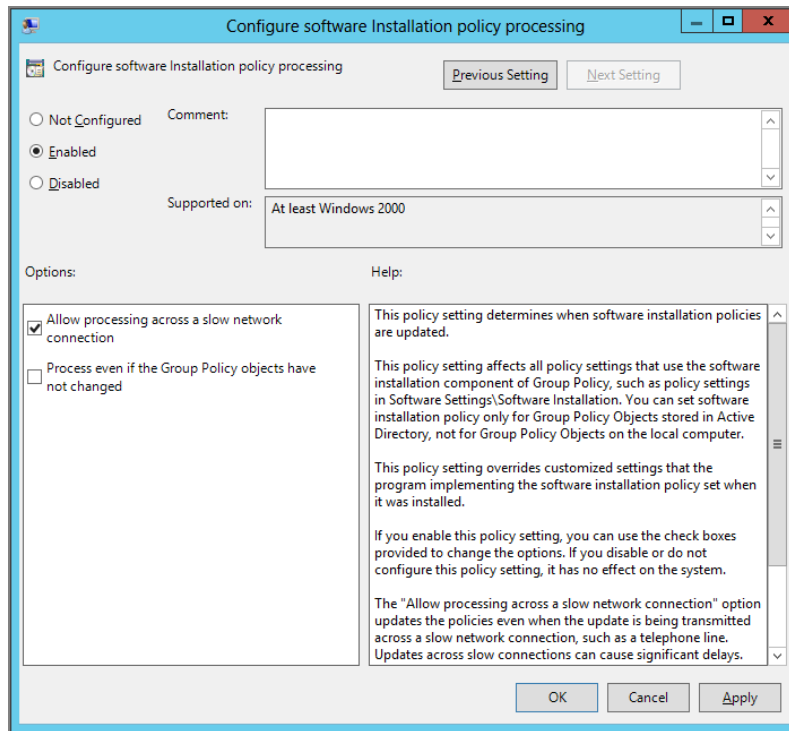 Configure software Installation policy processing
x
Configure software Installation policy processing
Previous Setting
Next Setting
Not Configured
Enabled
Disabled
Comment:
Supported on:
At least Windows 2000
Options:
Help:
Allow processing across a slow network
connection
Process even if the Group Policy objects have
not changed
This policy setting determines when software installation policies
are updated.
This policy setting affects all policy settings that use the software
installation component of Group Policy, such as policy settings
in Software Settings\Software Installation. You can set software
installation policy only for Group Policy Objects stored in Active
Directory, not for Group Policy Objects on the local computer.
This policy setting overrides customized settings that the
program implementing the software installation policy set when
it was installed.
If you enable this policy setting, you can use the check boxes
provided to change the options. If you disable or do not
configure this policy setting, it has no effect on the system.
The "Allow processing across a slow network connection" option
updates the policies even when the update is being transmitted
across a slow network connection, such as a telephone line.
Updates across slow connections can cause significant delays.
OK
Cancel
Apply